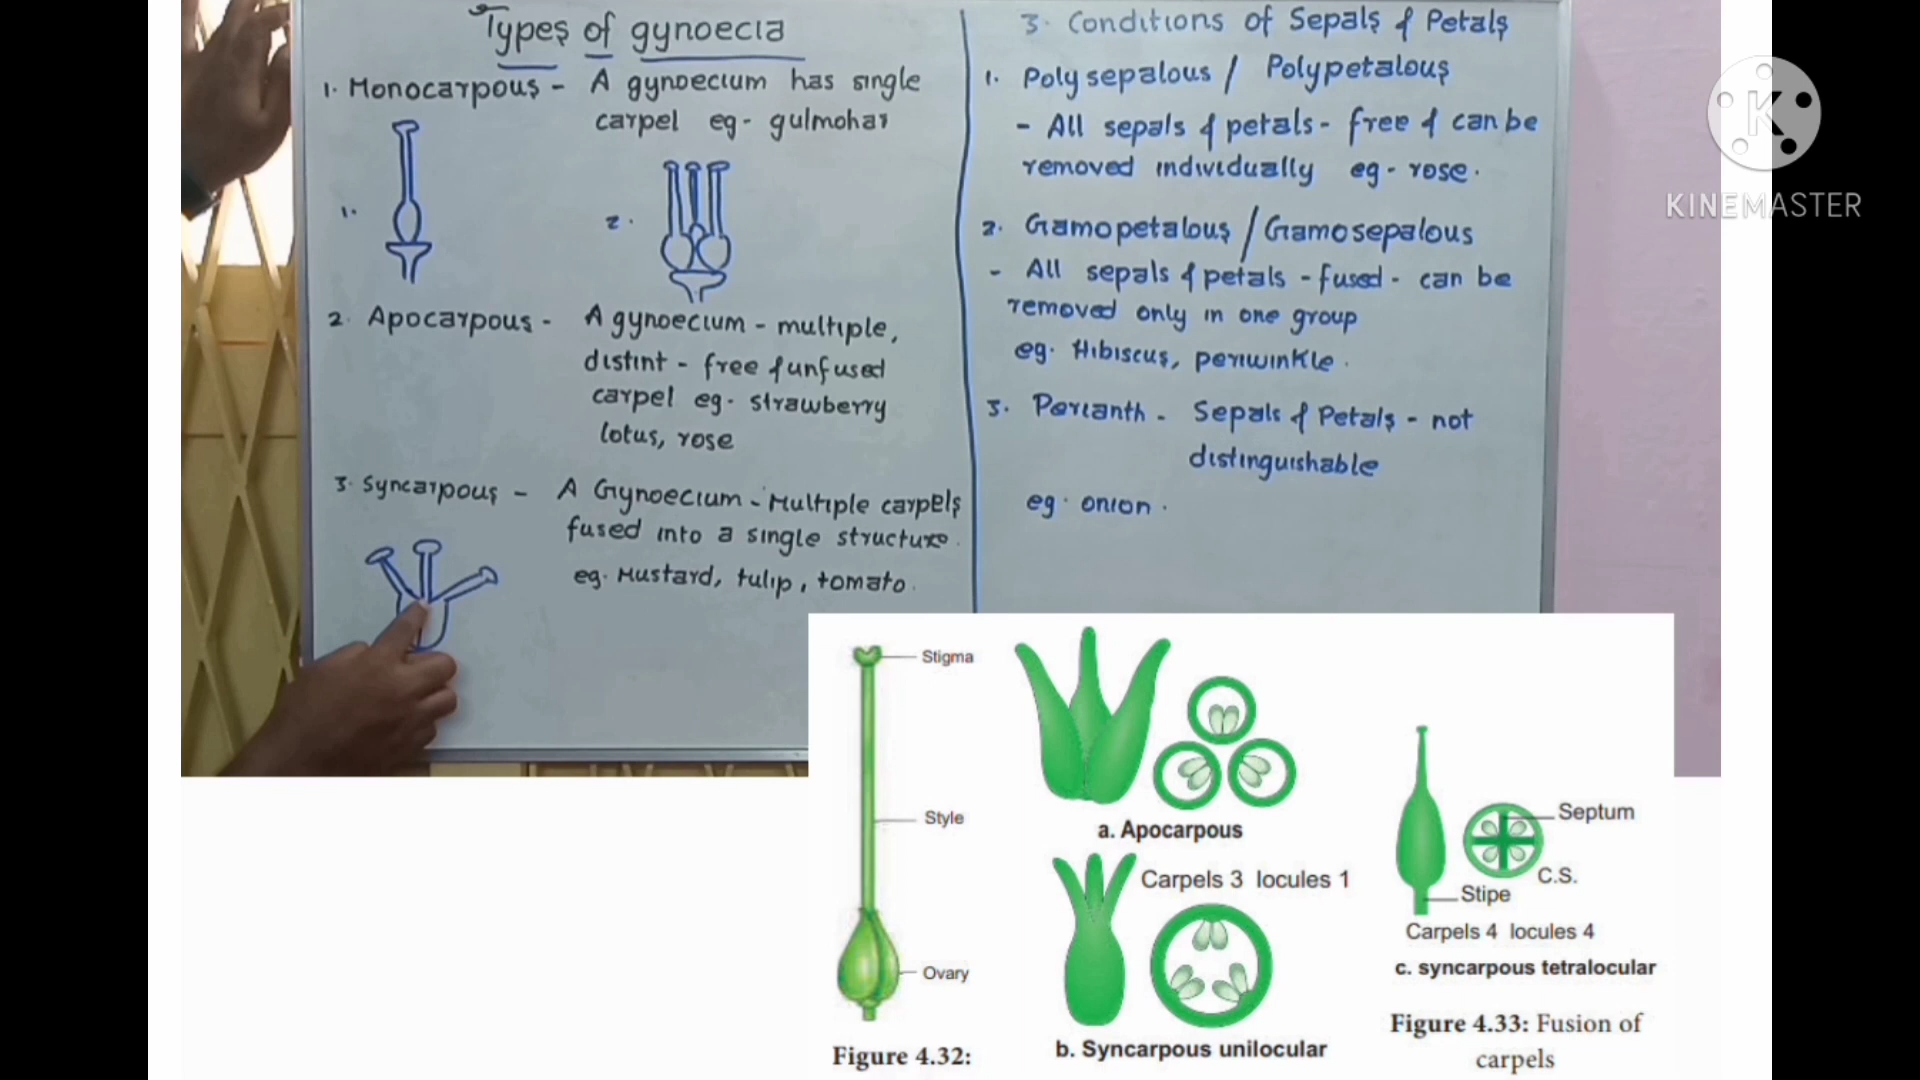 Types of gynoecia
1. Monocarpous - A gynoecium has single
carpel eg - gulmohar
1.
2.
2. Apocarpous - A gynoecium - multiple,
distint - free & unfused
carpel eg. strawberry
lotus, rose
3. Syncarpous - A Gynoecium - Multiple carpels
fused into a single structure.
eg. Mustard, tulip, tomato.
3. Conditions of Sepals & Petals
1. Polysepalous / Polypetalous
- All sepals & petals - free & can be
removed individually eg - rose.
2. Gamopetalous / Gamosepalous
- All sepals & petals - fused - can be
removed only in one group
eg. Hibiscus, periwinkle.
3. Perianth - Sepals & Petals - not
distinguishable
eg. onion.
K
KINEMASTER
Stigma
Style
Ovary
Figure 4.32:
a. Apocarpous
Carpels 3 locules 1
b. Syncarpous unilocular
Septum
C.S.
Stipe
Carpels 4 locules 4
c. syncarpous tetralocular
Figure 4.33: Fusion of
carpels